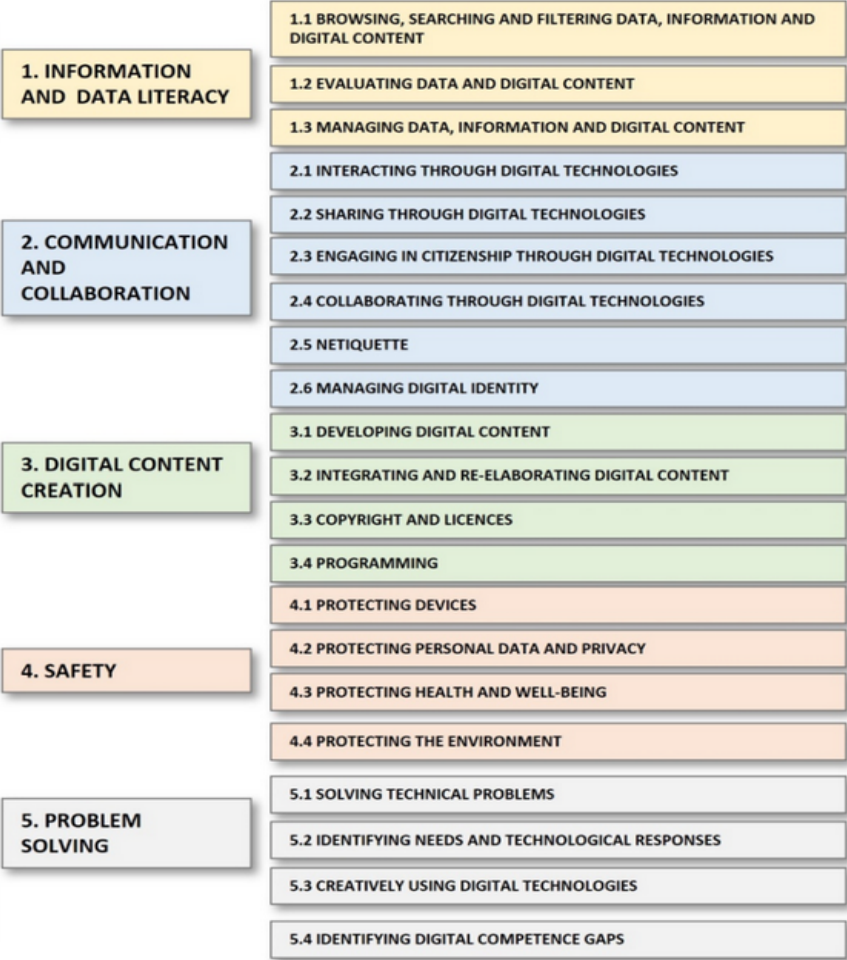 1. INFORMATION
AND DATA LITERACY
1.1 BROWSING, SEARCHING AND FILTERING DATA, INFORMATION AND
DIGITAL CONTENT
1.2 EVALUATING DATA AND DIGITAL CONTENT
1.3 MANAGING DATA, INFORMATION AND DIGITAL CONTENT
2. COMMUNICATION
AND
COLLABORATION
2.1 INTERACTING THROUGH DIGITAL TECHNOLOGIES
2.2 SHARING THROUGH DIGITAL TECHNOLOGIES
2.3 ENGAGING IN CITIZENSHIP THROUGH DIGITAL TECHNOLOGIES
2.4 COLLABORATING THROUGH DIGITAL TECHNOLOGIES
2.5 NETIQUETTE
2.6 MANAGING DIGITAL IDENTITY
3. DIGITAL CONTENT
CREATION
3.1 DEVELOPING DIGITAL CONTENT
3.2 INTEGRATING AND RE-ELABORATING DIGITAL CONTENT
3.3 COPYRIGHT AND LICENCES
3.4 PROGRAMMING
4. SAFETY
4.1 PROTECTING DEVICES
4.2 PROTECTING PERSONAL DATA AND PRIVACY
4.3 PROTECTING HEALTH AND WELL-BEING
4.4 PROTECTING THE ENVIRONMENT
5. PROBLEM
SOLVING
5.1 SOLVING TECHNICAL PROBLEMS
5.2 IDENTIFYING NEEDS AND TECHNOLOGICAL RESPONSES
5.3 CREATIVELY USING DIGITAL TECHNOLOGIES
5.4 IDENTIFYING DIGITAL COMPETENCE GAPS